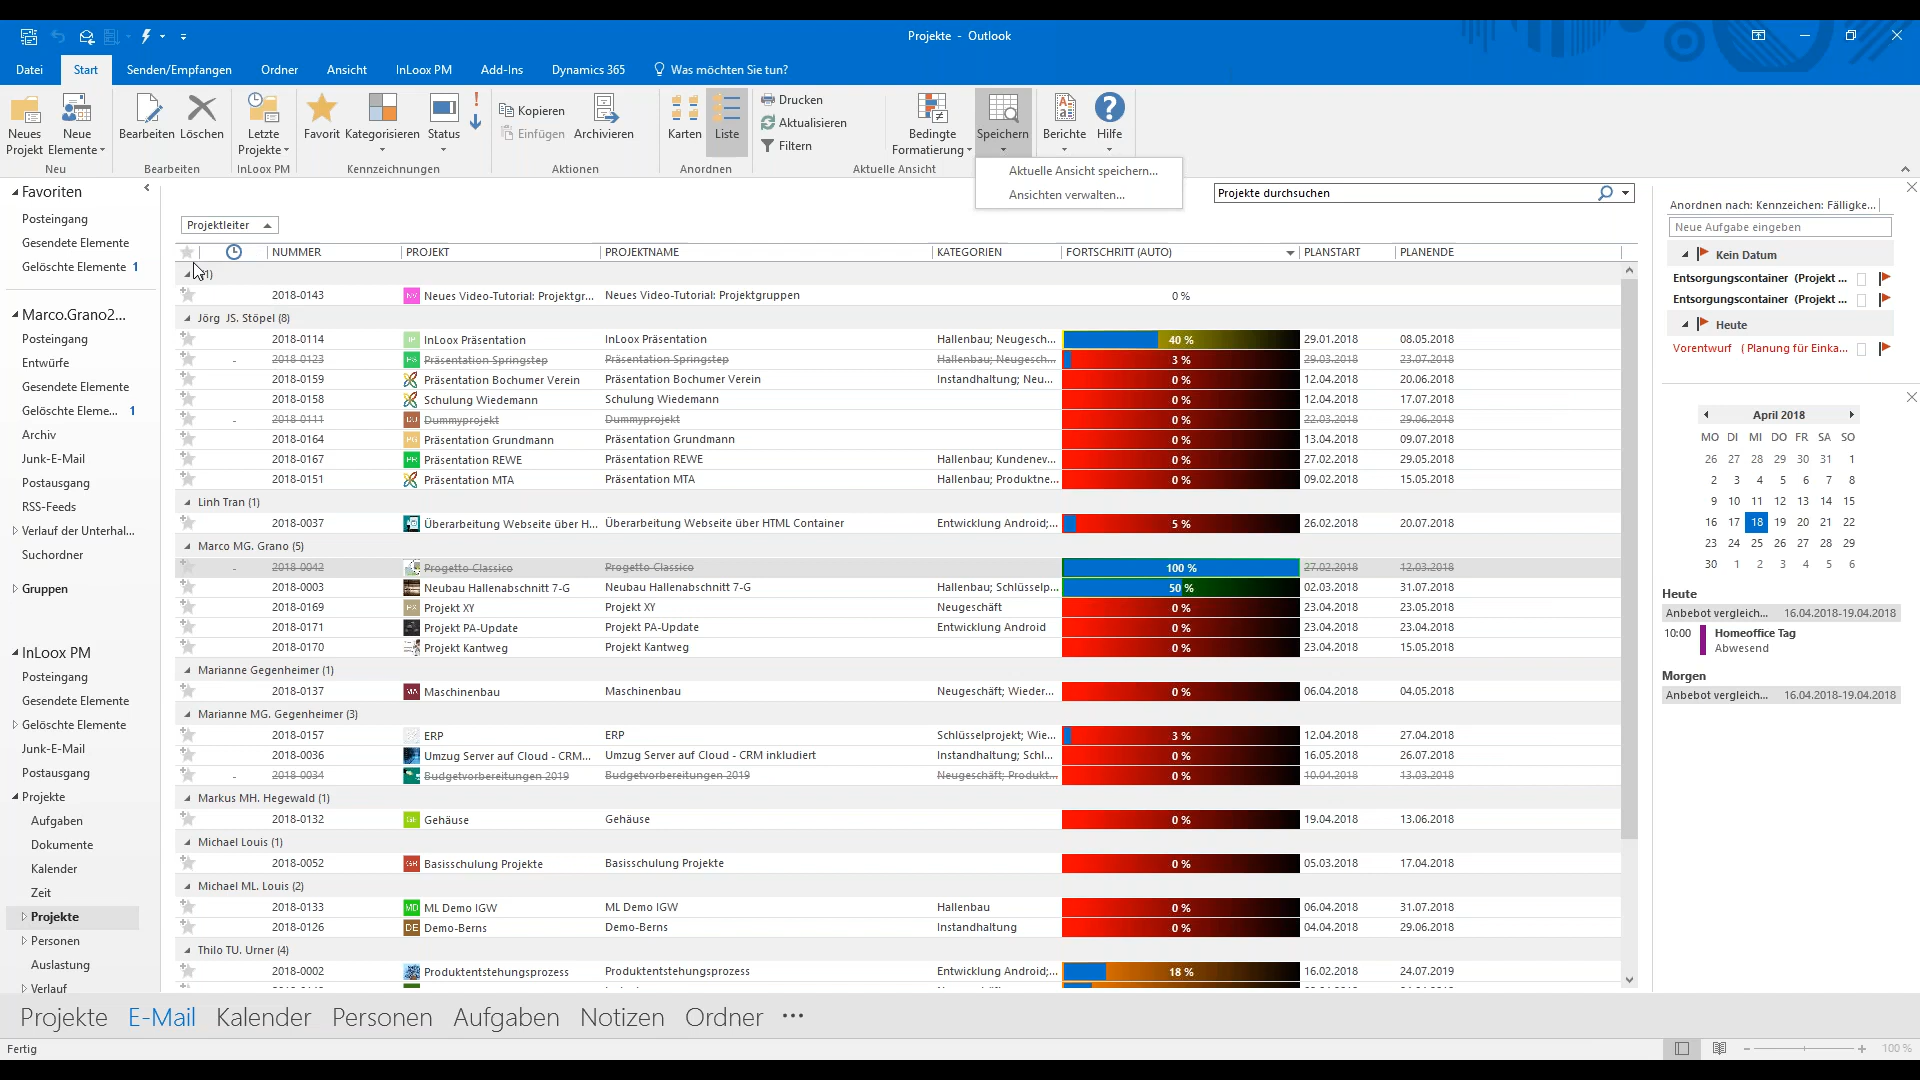 Projekte - Outlook
Datei Start Senden/Empfangen Ordner Ansicht InLoox PM Add-Ins Dynamics 365 Was möchten Sie tun?
Neues Projekt Neue Elemente
Neu
Bearbeiten Löschen
Bearbeiten
Letzte Projekte
InLoox PM
Favorit Kategorisieren Status
Kennzeichnungen
Kopieren
Einfügen
Archivieren
Aktionen
Karten Liste
Anordnen
Drucken
Aktualisieren
Filtern
Bedingte Formatierung
Speichern
Aktuelle Ansicht
Berichte Hilfe
Aktuelle Ansicht speichern...
Ansichten verwalten...
Favoriten
Posteingang
Gesendete Elemente
Gelöschte Elemente 1
Marco.Grano2...
Posteingang
Entwürfe
Gesendete Elemente
Gelöschte Eleme... 1
Archiv
Junk-E-Mail
Postausgang
RSS-Feeds
Verlauf der Unterhal...
Suchordner
Gruppen
InLoox PM
Posteingang
Gesendete Elemente
Gelöschte Elemente
Junk-E-Mail
Postausgang
Projekte
Aufgaben
Dokumente
Kalender
Zeit
Projekte
Personen
Auslastung
Verlauf
Projekte durchsuchen
Projektleiter
NUMMER PROJEKT PROJEKTNAME KATEGORIEN FORTSCHRITT (AUTO) PLANSTART PLANENDE
1)
2018-0143 Neues Video-Tutorial: Projektgr... Neues Video-Tutorial: Projektgruppen 0 %
Jörg JS. Stöpel (8)
2018-0114 InLoox Präsentation InLoox Präsentation Hallenbau; Neugesch... 40 % 29.01.2018 08.05.2018
- 2018-0123 Präsentation Springstep Präsentation Springstep Hallenbau; Neugesch... 3 % 29.03.2018 23.07.2018
2018-0159 Präsentation Bochumer Verein Präsentation Bochumer Verein Instandhaltung; Neu... 0 % 12.04.2018 20.06.2018
2018-0158 Schulung Wiedemann Schulung Wiedemann 0 % 12.04.2018 17.07.2018
- 2018-0111 Dummyprojekt Dummyprojekt 0 % 22.03.2018 29.06.2018
2018-0164 Präsentation Grundmann Präsentation Grundmann 0 % 13.04.2018 09.07.2018
2018-0167 Präsentation REWE Präsentation REWE Hallenbau; Kundenev... 0 % 27.02.2018 29.05.2018
2018-0151 Präsentation MTA Präsentation MTA Hallenbau; Produktne... 0 % 09.02.2018 15.05.2018
Linh Tran (1)
2018-0037 Überarbeitung Webseite über H... Überarbeitung Webseite über HTML Container Entwicklung Android;... 5 % 26.02.2018 20.07.2018
Marco MG. Grano (5)
- 2018-0042 Progetto Classico Progetto Classico 100 % 27.02.2018 12.03.2018
2018-0003 Neubau Hallenabschnitt 7-G Neubau Hallenabschnitt 7-G Hallenbau; Schlüsselp... 50 % 02.03.2018 31.07.2018
2018-0169 Projekt XY Projekt XY Neugeschäft 0 % 23.04.2018 23.05.2018
2018-0171 Projekt PA-Update Projekt PA-Update Entwicklung Android 0 % 23.04.2018 23.04.2018
2018-0170 Projekt Kantweg Projekt Kantweg 0 % 23.04.2018 15.05.2018
Marianne Gegenheimer (1)
2018-0137 Maschinenbau Maschinenbau Neugeschäft; Wieder... 0 % 06.04.2018 04.05.2018
Marianne MG. Gegenheimer (3)
2018-0157 ERP ERP Schlüsselprojekt; Wie... 3 % 12.04.2018 27.04.2018
2018-0036 Umzug Server auf Cloud - CRM... Umzug Server auf Cloud - CRM inkludiert Instandhaltung; Schl... 0 % 16.05.2018 26.07.2018
- 2018-0034 Budgetvorbereitungen 2019 Budgetvorbereitungen 2019 Neugeschäft; Produkt... 0 % 10.04.2018 13.03.2018
Markus MH. Hegewald (1)
2018-0132 Gehäuse Gehäuse 0 % 19.04.2018 13.06.2018
Michael Louis (1)
2018-0052 Basisschulung Projekte Basisschulung Projekte 0 % 05.03.2018 17.04.2018
Michael ML. Louis (2)
2018-0133 MD ML Demo IGW ML Demo IGW Hallenbau 0 % 06.04.2018 31.07.2018
2018-0126 DE Demo-Berns Demo-Berns Instandhaltung 0 % 04.04.2018 29.06.2018
Thilo TU. Urner (4)
2018-0002 Produktentstehungsprozess Produktentstehungsprozess Entwicklung Android;... 18 % 16.02.2018 24.07.2019
Anordnen nach: Kennzeichen: Fälligke...
Neue Aufgabe eingeben
Kein Datum
Entsorgungscontainer (Projekt ...
Entsorgungscontainer (Projekt ...
Heute
Vorentwurf (Planung für Einka...
April 2018
MO DI MI DO FR SA SO
26 27 28 29 30 31 1
2 3 4 5 6 7 8
9 10 11 12 13 14 15
16 17 18 19 20 21 22
23 24 25 26 27 28 29
30 1 2 3 4 5 6
Heute
Anbebot vergleich... 16.04.2018-19.04.2018
10:00 Homeoffice Tag
Abwesend
Morgen
Anbebot vergleich... 16.04.2018-19.04.2018
Projekte E-Mail Kalender Personen Aufgaben Notizen Ordner ...
Fertig
100 %